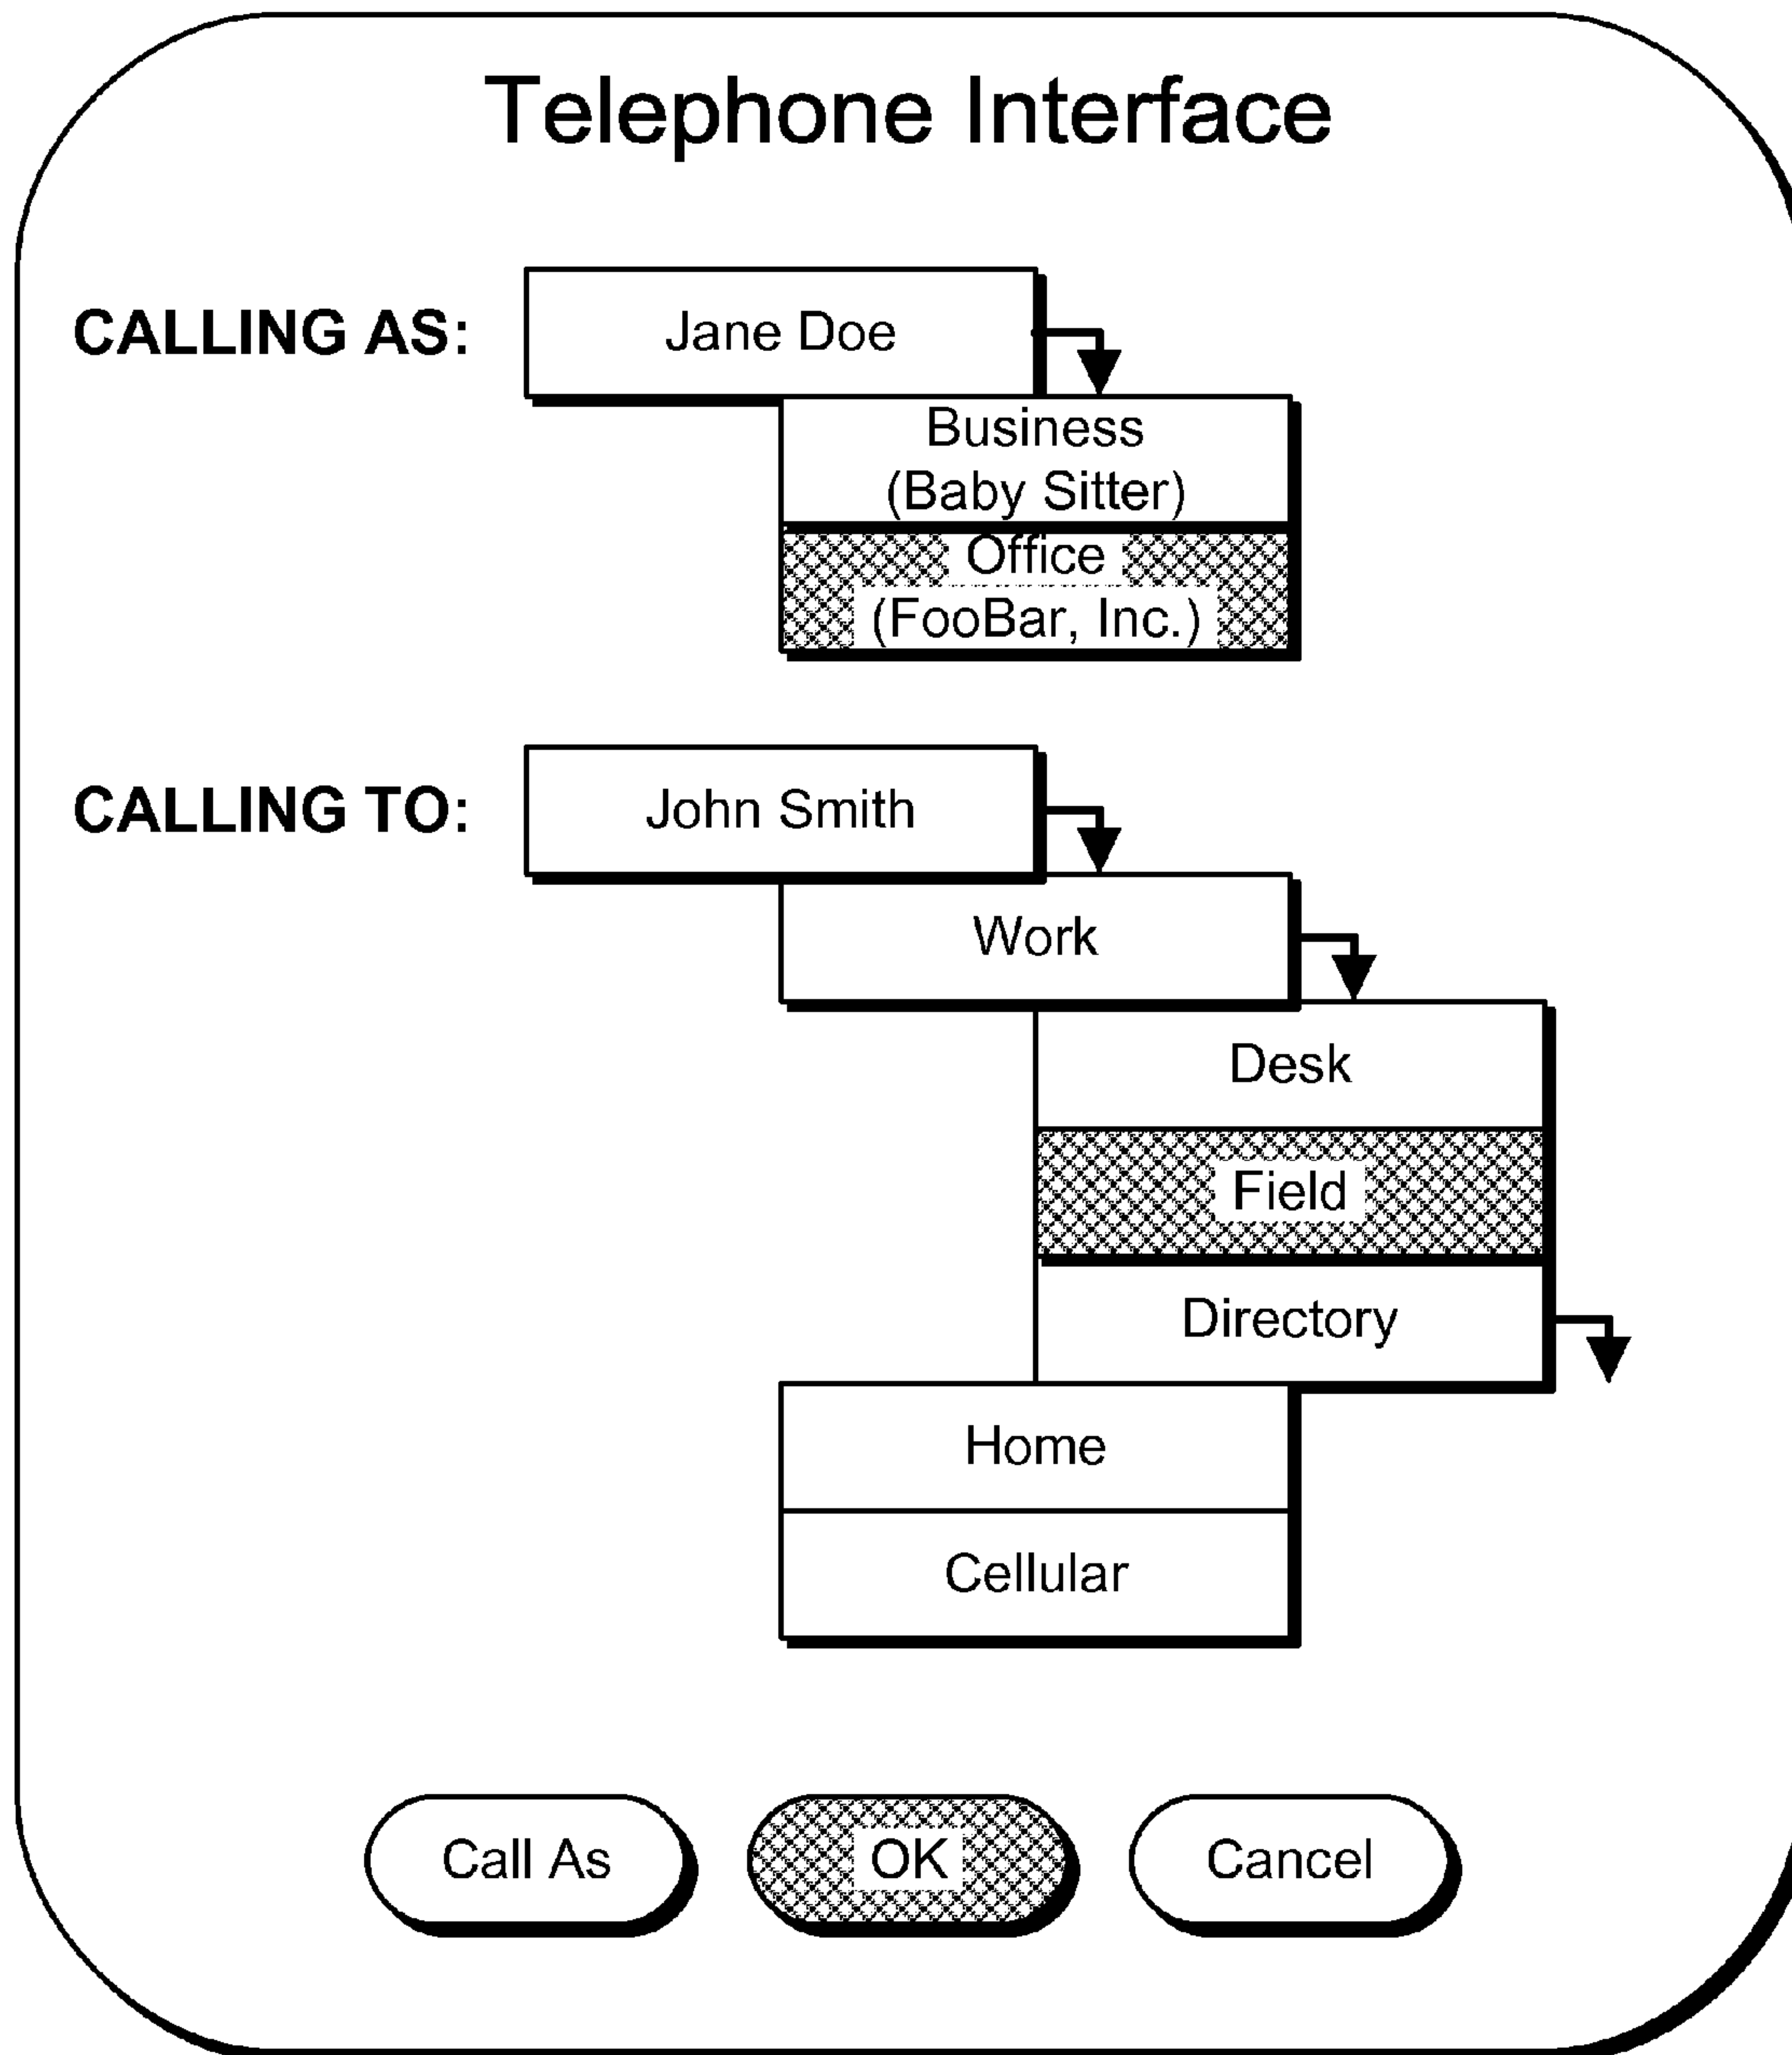 Telephone Interface
CALLING AS:
Jane Doe
Business
(Baby Sitter)
Office
(FooBar, Inc.)
CALLING TO:
John Smith
Work
Desk
Field
Directory
Home
Cellular
Call As
OK
Cancel